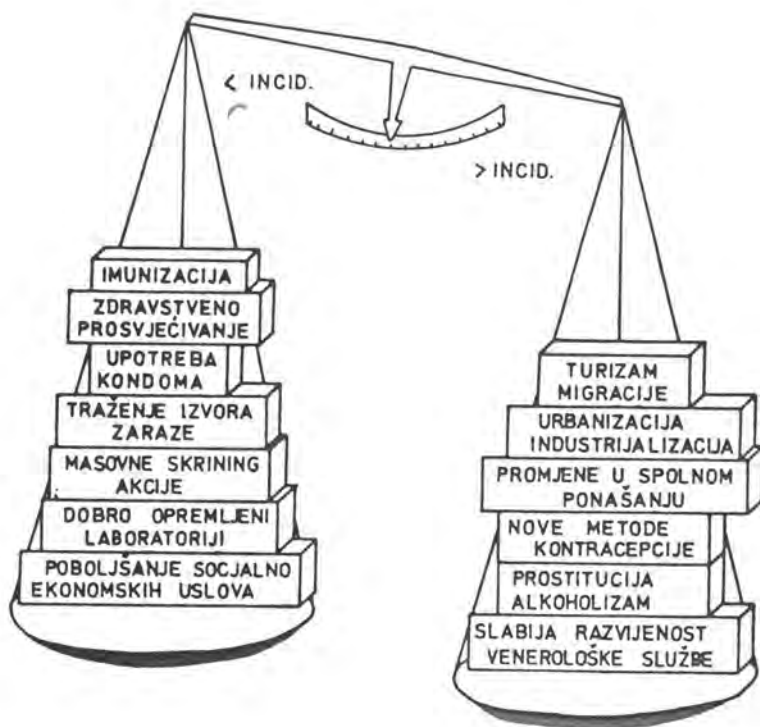 < INCID.
> INCID.
IMUNIZACIJA
ZDRAVSTVENO
PROSVJEĆIVANJE
UPOTREBA
KONDOMA
TRAŽENJE IZVORA
ZARAZE
MASOVNE SKRINING
AKCIJE
DOBRO OPREMLJENI
LABORATORIJI
POBOLJŠANJE SOCJALNO
EKONOMSKIH USLOVA
TURIZAM
MIGRACIJE
URBANIZACIJA
INDUSTRIJALIZACIJA
PROMJENE U SPOLNOM
PONAŠANJU
NOVE METODE
KONTRACEPCIJE
PROSTITUCIJA
ALKOHOLIZAM
SLABIJA RAZVIJENOST
VENEROLOŠKE SLUŽBE